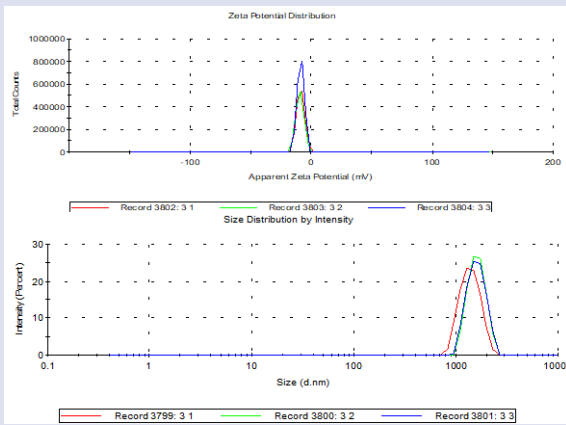 Zeta Potential Distribution
1000000
800000
600000
400000
200000
0
Total Counts
-100
0
100
200
Apparent Zeta Potential (mV)
Record 3802: 3 1
Record 3803: 3 2
Record 3804: 3 3
Size Distribution by Intensity
30
20
10
0
Intensity (Percent)
0.1
1
10
100
1000
1000
Size (d.nm)
Record 3799: 3 1
Record 3800: 3 2
Record 3801: 3 3